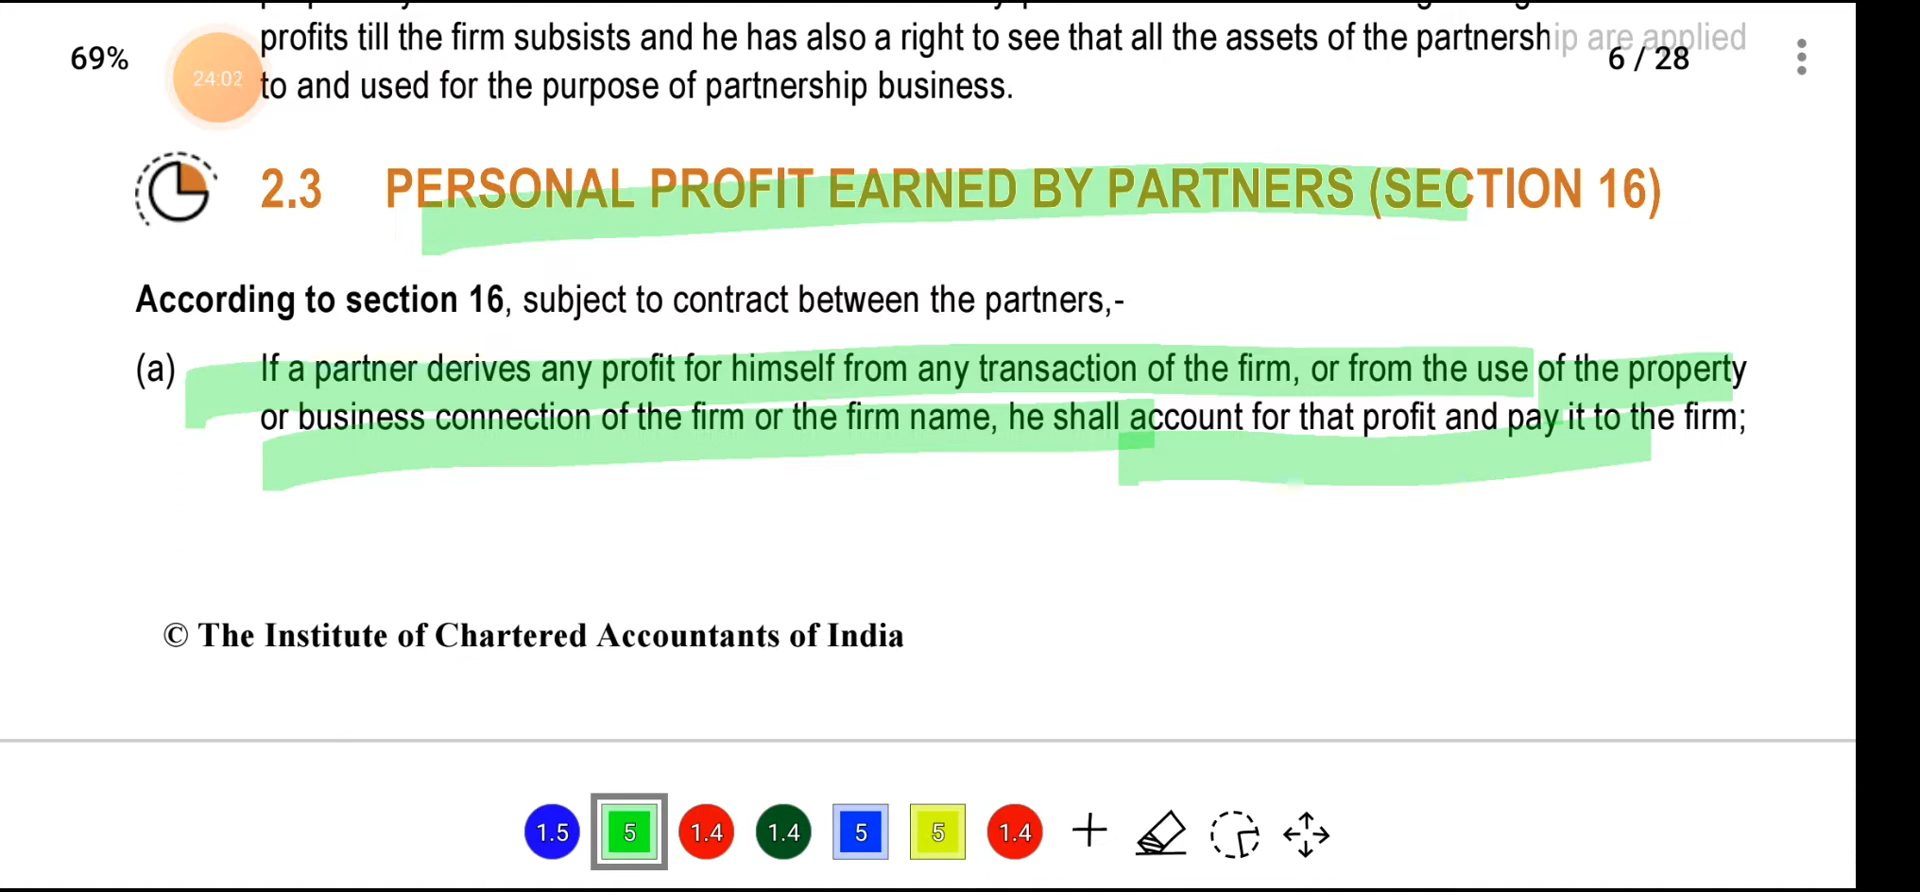 69%
24:02
6 / 28
profits till the firm subsists and he has also a right to see that all the assets of the partnership are applied
to and used for the purpose of partnership business.
2.3 PERSONAL PROFIT EARNED BY PARTNERS (SECTION 16)
According to section 16, subject to contract between the partners,-
(a) If a partner derives any profit for himself from any transaction of the firm, or from the use of the property
or business connection of the firm or the firm name, he shall account for that profit and pay it to the firm;
© The Institute of Chartered Accountants of India
1.5 5 1.4 1.4 5 5 1.4